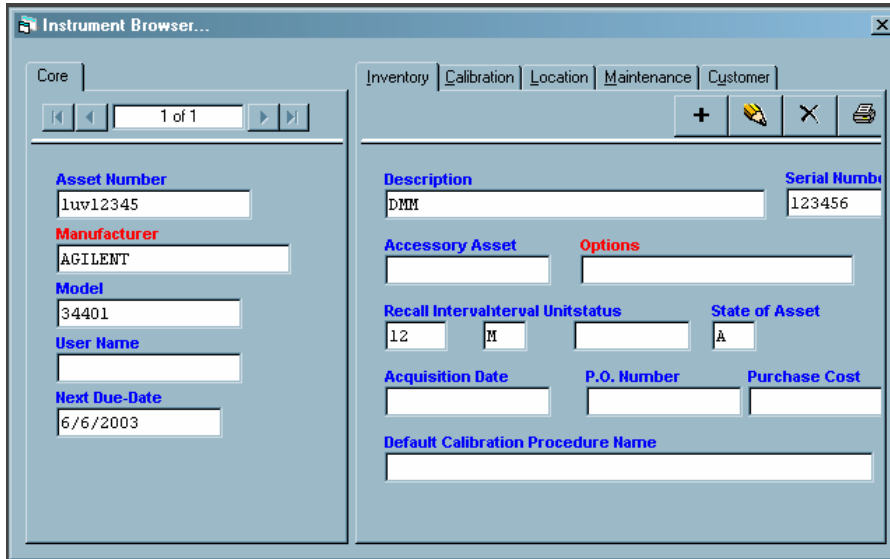 Instrument Browser...
Core
1 of 1
Asset Number
luv12345
Manufacturer
AGILENT
Model
34401
User Name
Next Due-Date
6/6/2003
Inventory Calibration Location Maintenance Customer
Description Serial Numbe
DMM 123456
Accessory Asset Options
Recall Intervahterval Unitstatus State of Asset
12 M A
Acquisition Date P.O. Number Purchase Cost
Default Calibration Procedure Name